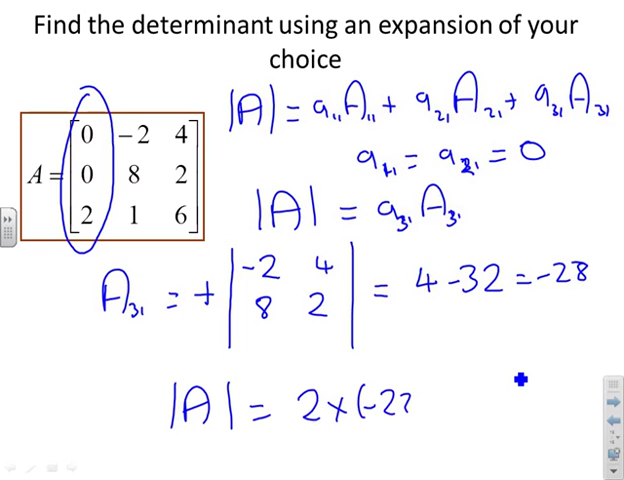 Find the determinant using an expansion of your
choice
|A| = a₁₁A₁₁ + a₂₁A₂₁ + a₃₁A₃₁
a₁₁ = a₂₁ = 0
A = [0 −2 4
0 8 2
2 1 6]
|A| = a₃₁A₃₁
A₃₁ = + |−2 4
8 2| = 4 − 32 = −28
|A| = 2 × (−2